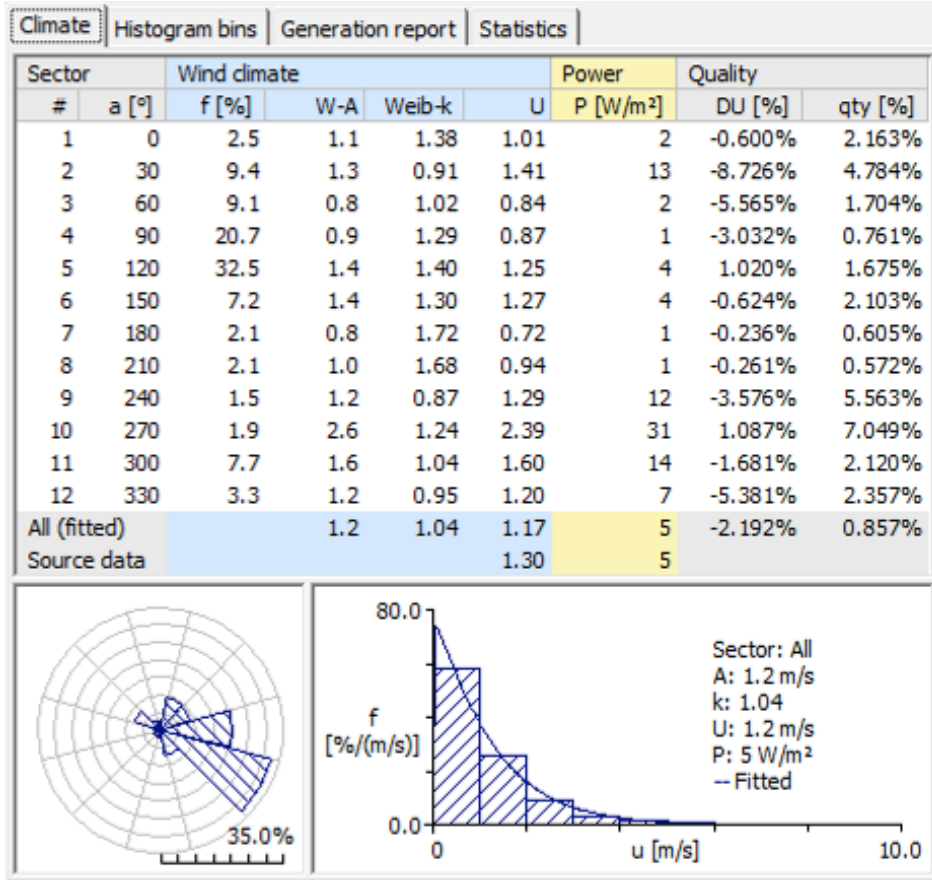 Climate Histogram bins Generation report Statistics
Sector Wind climate Power Quality
# a [°] f [%] W-A Weib-k U P [W/m²] DU [%] qty [%]
1 0 2.5 1.1 1.38 1.01 2 -0.600% 2.163%
2 30 9.4 1.3 0.91 1.41 13 -8.726% 4.784%
3 60 9.1 0.8 1.02 0.84 2 -5.565% 1.704%
4 90 20.7 0.9 1.29 0.87 1 -3.032% 0.761%
5 120 32.5 1.4 1.40 1.25 4 1.020% 1.675%
6 150 7.2 1.4 1.30 1.27 4 -0.624% 2.103%
7 180 2.1 0.8 1.72 0.72 1 -0.236% 0.605%
8 210 2.1 1.0 1.68 0.94 1 -0.261% 0.572%
9 240 1.5 1.2 0.87 1.29 12 -3.576% 5.563%
10 270 1.9 2.6 1.24 2.39 31 1.087% 7.049%
11 300 7.7 1.6 1.04 1.60 14 -1.681% 2.120%
12 330 3.3 1.2 0.95 1.20 7 -5.381% 2.357%
All (fitted) 1.2 1.04 1.17 5 -2.192% 0.857%
Source data 1.30 5
35.0%
80.0
f
[%/(m/s)]
0.0
0 u [m/s] 10.0
Sector: All
A: 1.2 m/s
k: 1.04
U: 1.2 m/s
P: 5 W/m²
-- Fitted